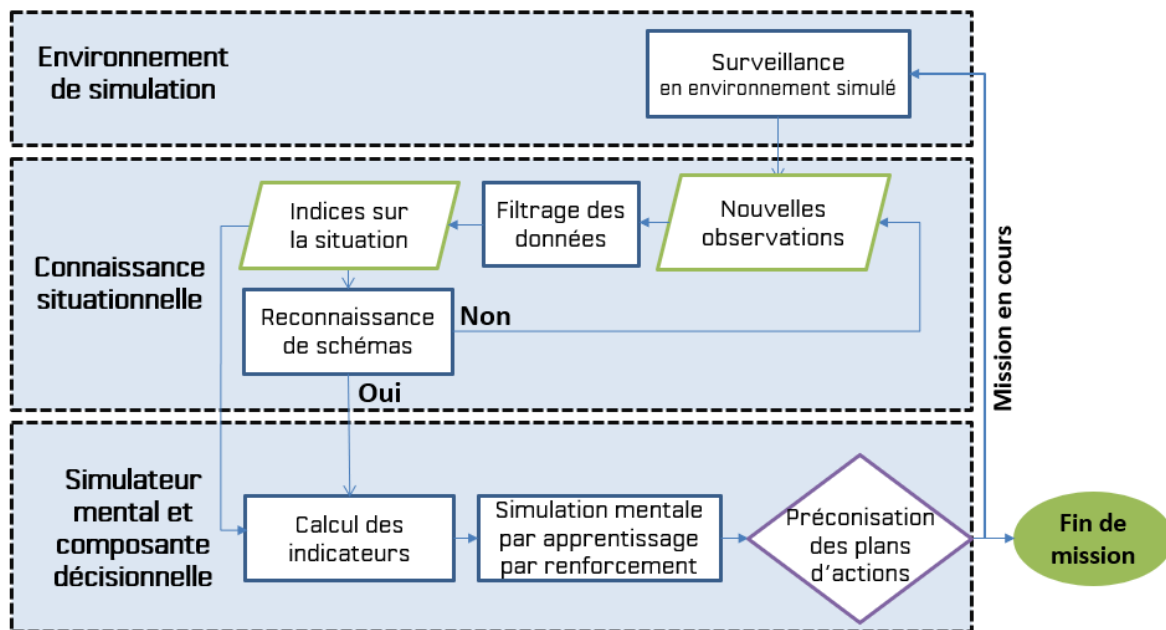 Environnement
de simulation
Surveillance
en environnement simulé
Connaissance
situationnelle
Indices sur
la situation
Filtrage des
données
Nouvelles
observations
Reconnaissance
de schémas
Non
Oui
Mission en cours
Simulateur
mental et
composante
décisionnelle
Calcul des
indicateurs
Simulation mentale
par apprentissage
par renforcement
Préconisation
des plans
d'actions
Fin de
mission